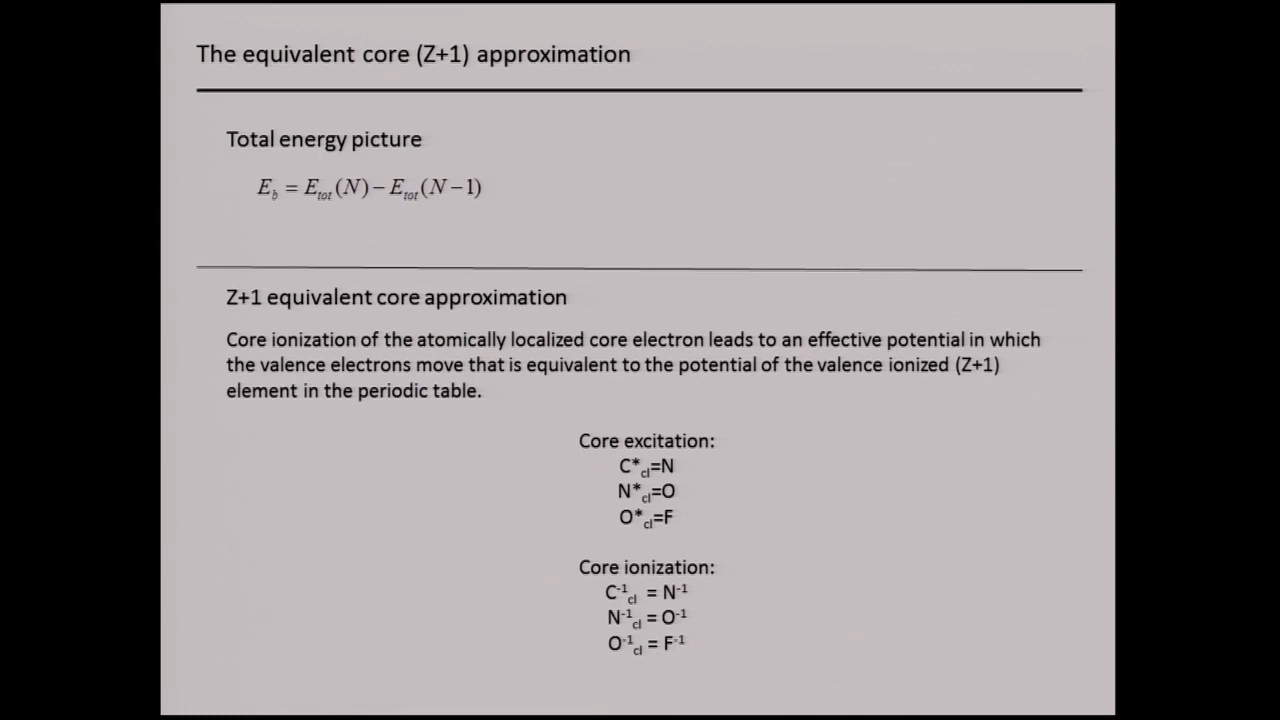 The equivalent core (Z+1) approximation
Total energy picture
E_b = E_tot(N) − E_tot(N − 1)
Z+1 equivalent core approximation
Core ionization of the atomically localized core electron leads to an effective potential in which
the valence electrons move that is equivalent to the potential of the valence ionized (Z+1)
element in the periodic table.
Core excitation:
C*_cl=N
N*_cl=O
O*_cl=F
Core ionization:
C^-1_cl = N^-1
N^-1_cl = O^-1
O^-1_cl = F^-1